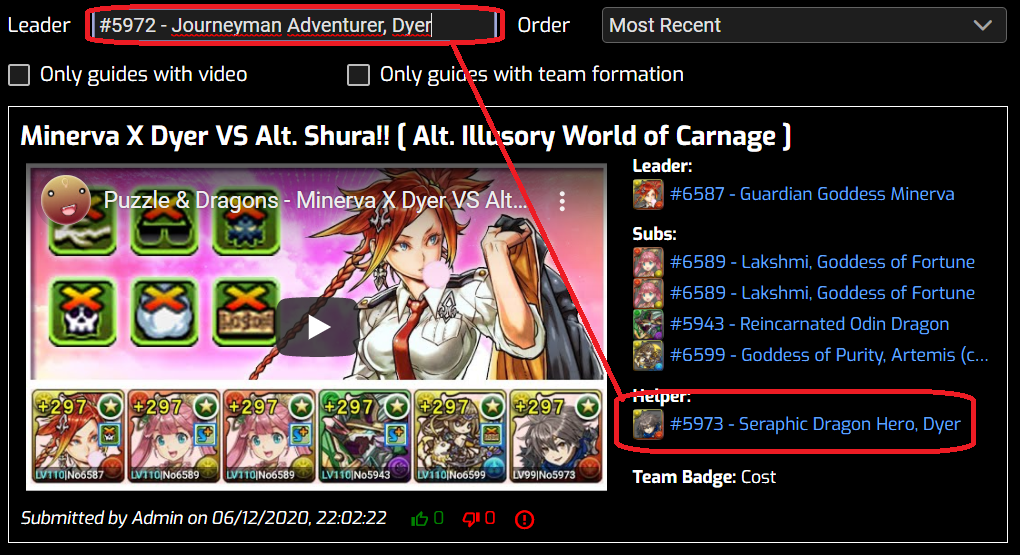 Leader #5972 - Journeyman Adventurer, Dyer Order Most Recent
Only guides with video Only guides with team formation
Minerva X Dyer VS Alt. Shura!! [ Alt. Illusory World of Carnage ]
Puzzle & Dragons - Minerva X Dyer VS Alt...
+297 +297 +297 +297 +297 +297
LV110|No6587 LV110|No6589 LV110|No6589 LV110|No5943 LV110|No6599 LV99|No5973
Leader:
#6587 - Guardian Goddess Minerva
Subs:
#6589 - Lakshmi, Goddess of Fortune
#6589 - Lakshmi, Goddess of Fortune
#5943 - Reincarnated Odin Dragon
#6599 - Goddess of Purity, Artemis (c...
Helper:
#5973 - Seraphic Dragon Hero, Dyer
Team Badge: Cost
Submitted by Admin on 06/12/2020, 22:02:22 0 0